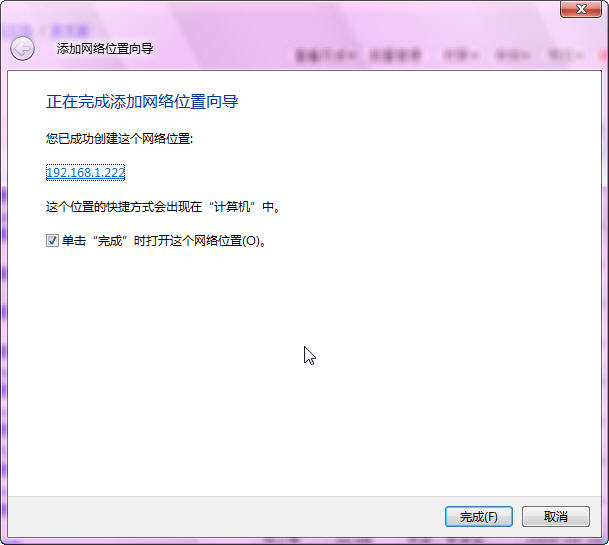 添加网络位置向导
正在完成添加网络位置向导
您已成功创建这个网络位置:
192.168.1.222
这个位置的快捷方式会出现在“计算机”中。
单击“完成”时打开这个网络位置(O)。
完成(F)
取消